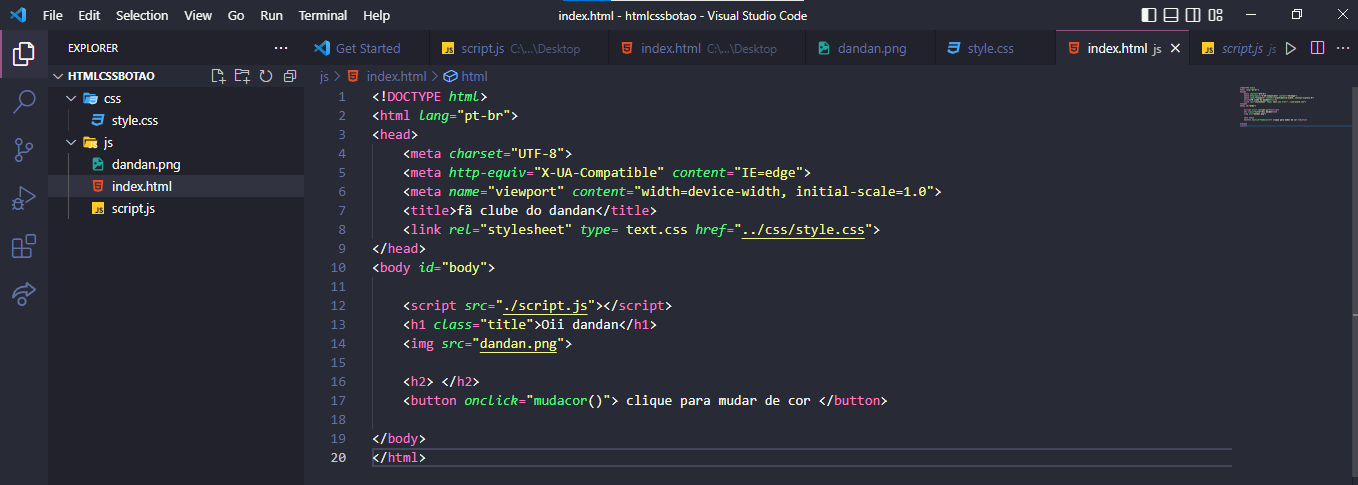 File Edit Selection View Go Run Terminal Help index.html - htmlcssbotao - Visual Studio Code
EXPLORER
HTMLCSSBOTAO
css
style.css
js
dandan.png
index.html
script.js
Get Started JS script.js C:\...\Desktop index.html C:\...\Desktop dandan.png style.css index.html js JS script.js js
js > index.html > html
1 <!DOCTYPE html>
2 <html lang="pt-br">
3 <head>
4 <meta charset="UTF-8">
5 <meta http-equiv="X-UA-Compatible" content="IE=edge">
6 <meta name="viewport" content="width=device-width, initial-scale=1.0">
7 <title>fã clube do dandan</title>
8 <link rel="stylesheet" type= text.css href="../css/style.css">
9 </head>
10 <body id="body">
11
12 <script src="./script.js"></script>
13 <h1 class="title">Oii dandan</h1>
14 <img src="dandan.png">
15
16 <h2> </h2>
17 <button onclick="mudacor()"> clique para mudar de cor </button>
18
19 </body>
20 </html>